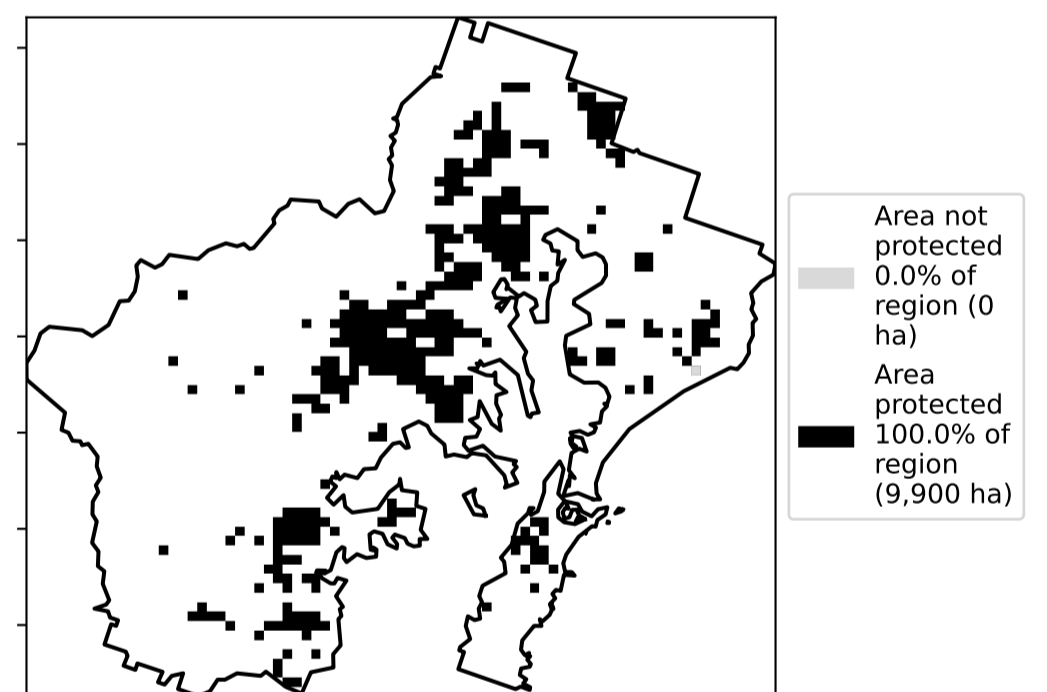 Area not
protected
0.0% of
region (0
ha)
Area
protected
100.0% of
region
(9,900 ha)